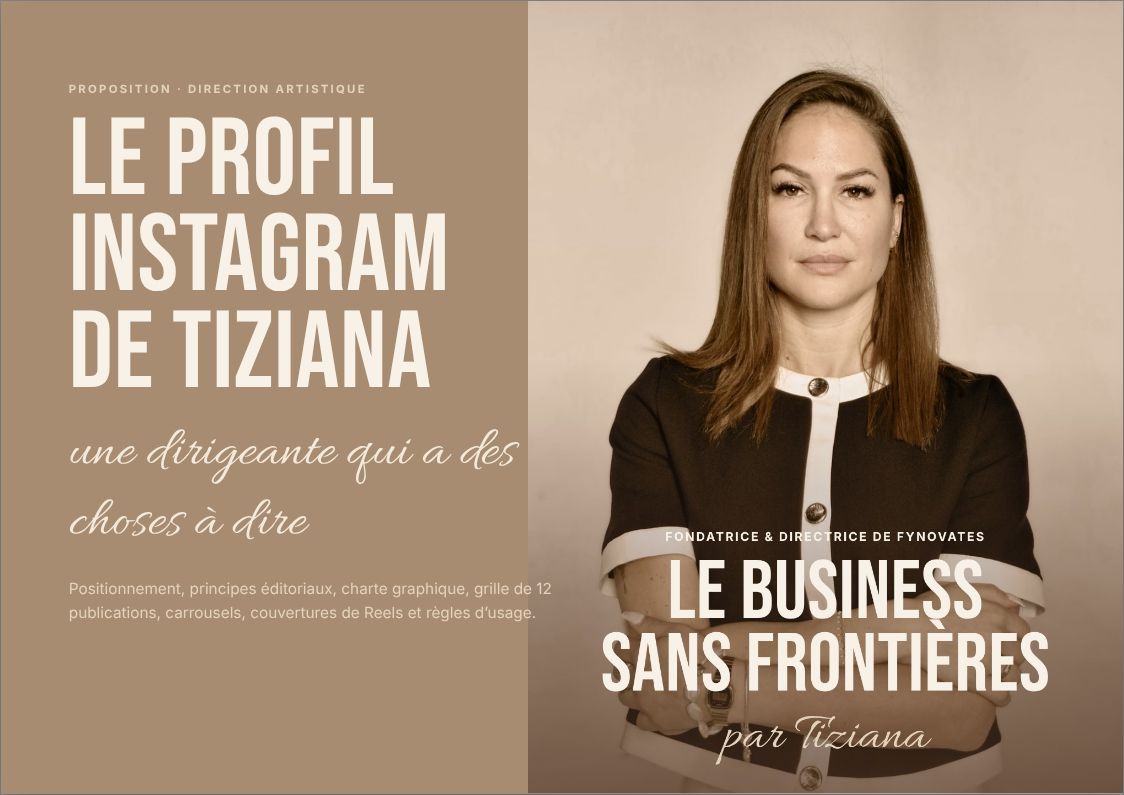 PROPOSITION · DIRECTION ARTISTIQUE
LE PROFIL
INSTAGRAM
DE TIZIANA
une dirigeante qui a des
choses à dire
Positionnement, principes éditoriaux, charte graphique, grille de 12
publications, carrousels, couvertures de Reels et règles d’usage.
FONDATRICE & DIRECTRICE DE FYNOVATES
LE BUSINESS
SANS FRONTIÈRES
par Tiziana